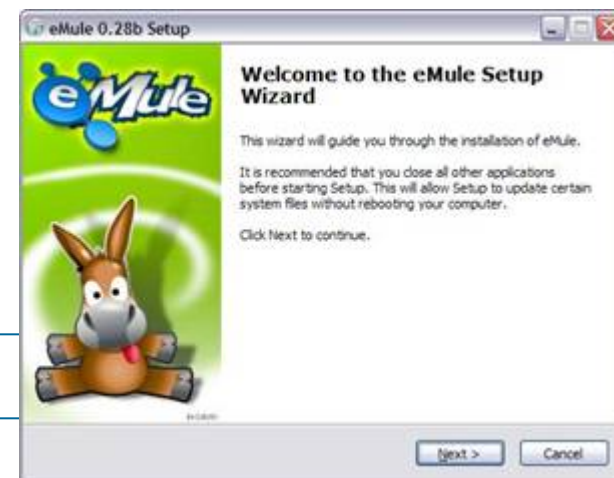 eMule 0.28b Setup
eMule
Welcome to the eMule Setup
Wizard
This wizard will guide you through the installation of eMule.
It is recommended that you close all other applications
before starting Setup. This will allow Setup to update certain
system files without rebooting your computer.
Click Next to continue.
Next >
Cancel